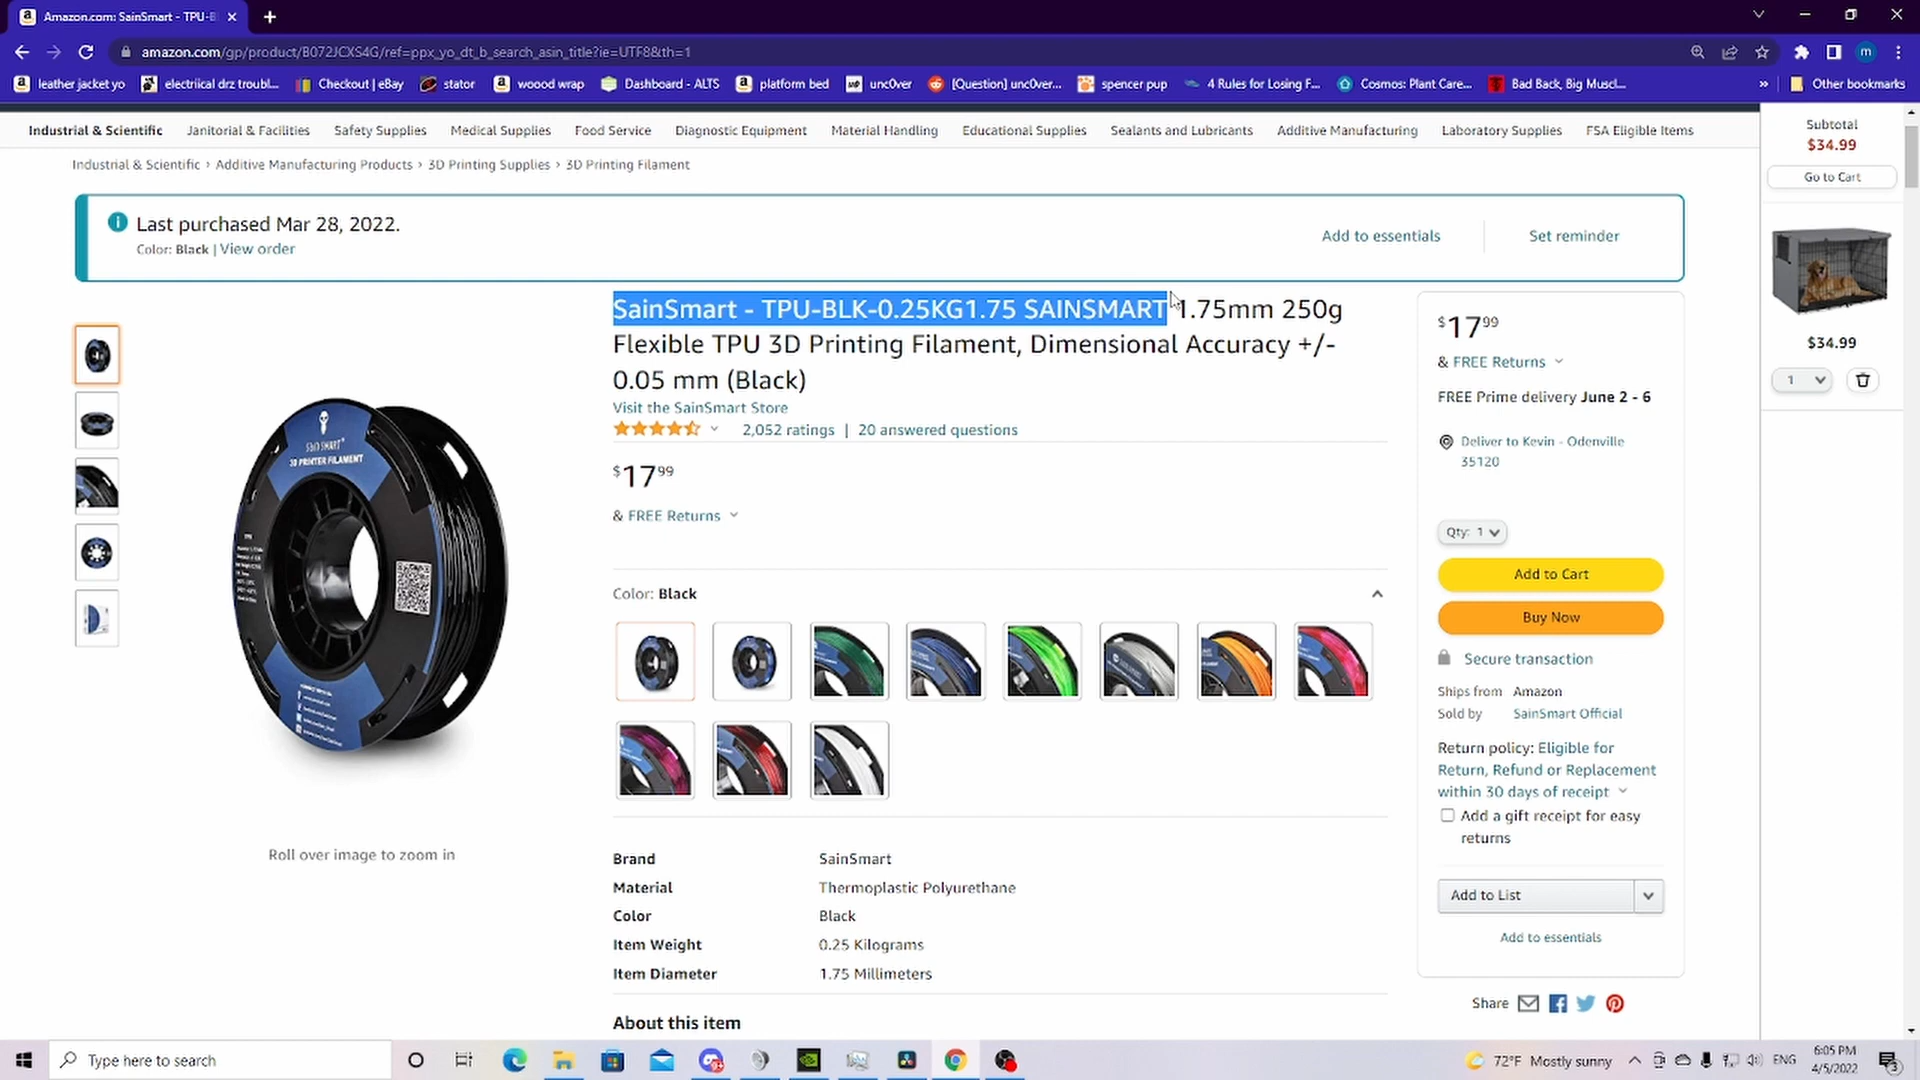 Amazon.com: SainSmart - TPU-B
amazon.com/gp/product/B072JCXS4G/ref=ppx_yo_dt_b_search_asin_title?ie=UTF8&th=1
m
leather jacket yo
electriical drz troubl...
Checkout | eBay
stator
woood wrap
Dashboard - ALTS
platform bed
unc0ver
[Question] unc0ver...
spencer pup
4 Rules for Losing F...
Cosmos: Plant Care...
Bad Back, Big Muscl...
»
Other bookmarks
Industrial & Scientific
Janitorial & Facilities
Safety Supplies
Medical Supplies
Food Service
Diagnostic Equipment
Material Handling
Educational Supplies
Sealants and Lubricants
Additive Manufacturing
Laboratory Supplies
FSA Eligible Items
Subtotal
$34.99
Go to Cart
$34.99
1
Industrial & Scientific › Additive Manufacturing Products › 3D Printing Supplies › 3D Printing Filament
Last purchased Mar 28, 2022.
Color: Black | View order
Add to essentials
Set reminder
SainSmart - TPU-BLK-0.25KG1.75 SAINSMART 1.75mm 250g
Flexible TPU 3D Printing Filament, Dimensional Accuracy +/-
0.05 mm (Black)
Visit the SainSmart Store
2,052 ratings | 20 answered questions
$17 99
& FREE Returns
Color: Black
SAINSMART
3D PRINTER FILAMENT
Roll over image to zoom in
Brand SainSmart
Material Thermoplastic Polyurethane
Color Black
Item Weight 0.25 Kilograms
Item Diameter 1.75 Millimeters
About this item
$17 99
& FREE Returns
FREE Prime delivery June 2 - 6
Deliver to Kevin - Odenville
35120
Qty: 1
Add to Cart
Buy Now
Secure transaction
Ships from Amazon
Sold by SainSmart Official
Return policy: Eligible for
Return, Refund or Replacement
within 30 days of receipt
Add a gift receipt for easy
returns
Add to List
Add to essentials
Share
Type here to search
72°F Mostly sunny
ENG
6:05 PM
4/5/2022
3